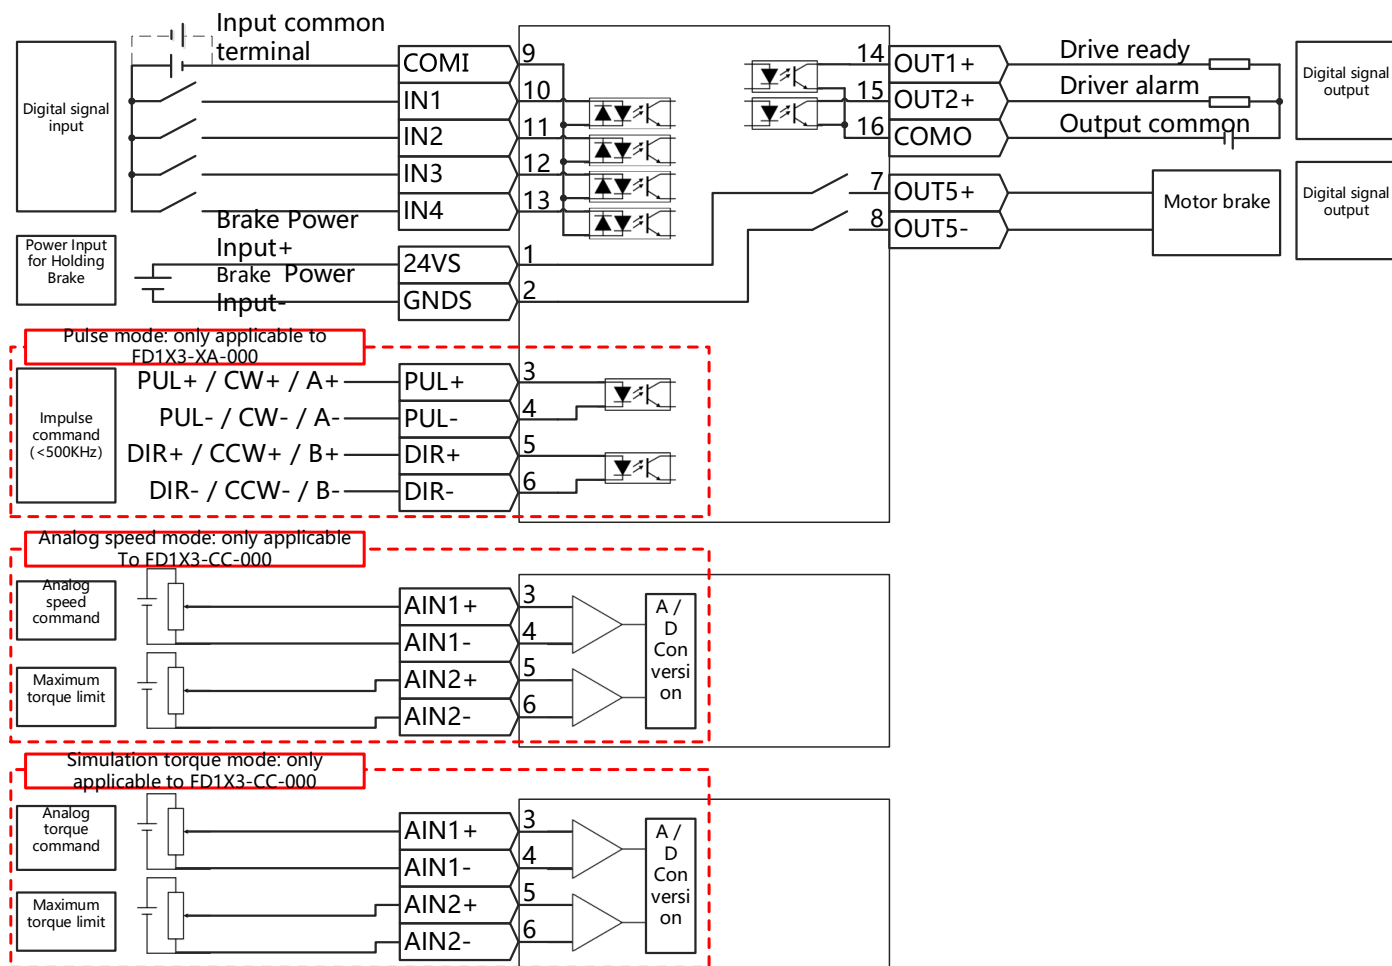 Input common
terminal
Digital signal
input
COMI
IN1
IN2
IN3
IN4
9
10
11
12
13
14
15
16
OUT1+
OUT2+
COMO
Drive ready
Driver alarm
Output common
Digital signal
output
7
8
OUT5+
OUT5-
Motor brake
Digital signal
output
Power Input
for Holding
Brake
Brake Power
Input+
Brake Power
Input-
24VS
GNDS
1
2
Pulse mode: only applicable to
FD1X3-XA-000
Impulse
command
(<500KHz)
PUL+ / CW+ / A+
PUL- / CW- / A-
DIR+ / CCW+ / B+
DIR- / CCW- / B-
PUL+
PUL-
DIR+
DIR-
3
4
5
6
Analog speed mode: only applicable
To FD1X3-CC-000
Analog
speed
command
Maximum
torque limit
AIN1+
AIN1-
AIN2+
AIN2-
3
4
5
6
A /
D
Con
versi
on
Simulation torque mode: only
applicable to FD1X3-CC-000
Analog
torque
command
Maximum
torque limit
AIN1+
AIN1-
AIN2+
AIN2-
3
4
5
6
A /
D
Con
versi
on